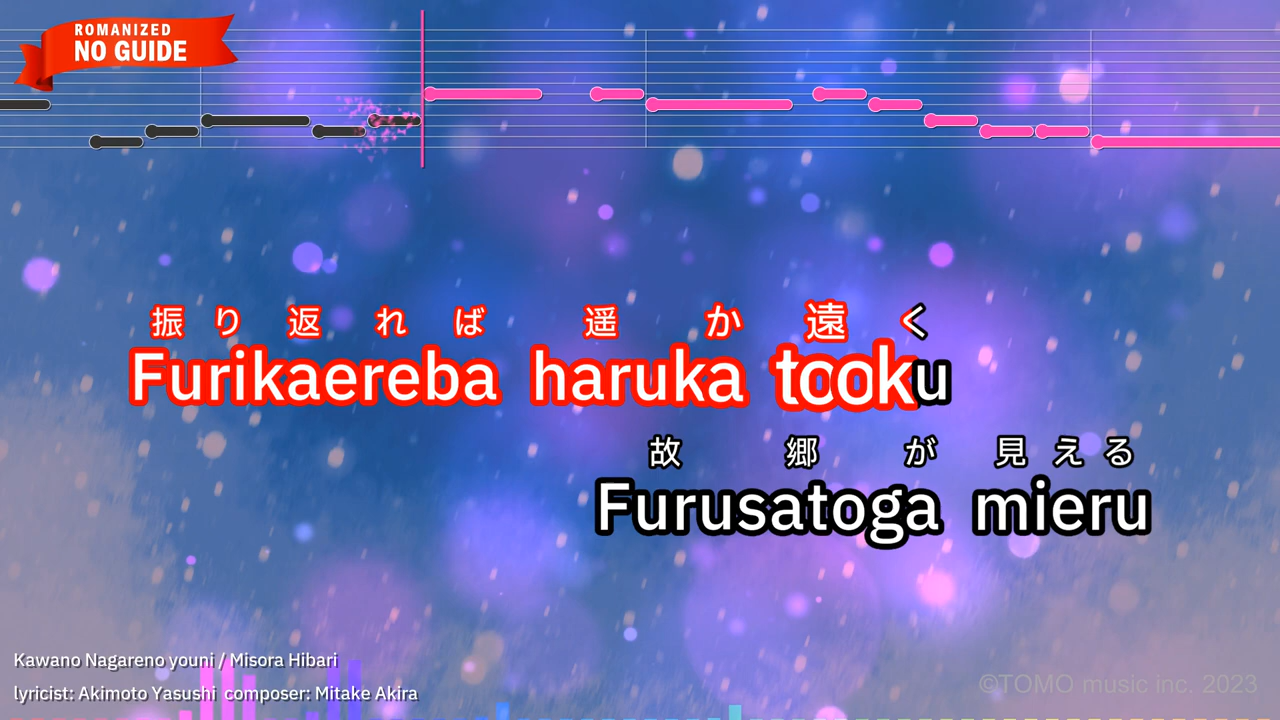 ROMANIZED
NO GUIDE
振り返れば 遥か 遠く
Furikaereba haruka tooku
故郷が 見える
Furusatoga mieru
Kawano Nagareno youni / Misora Hibari
lyricist: Akimoto Yasushi composer: Mitake Akira
©TOMO music inc. 2023